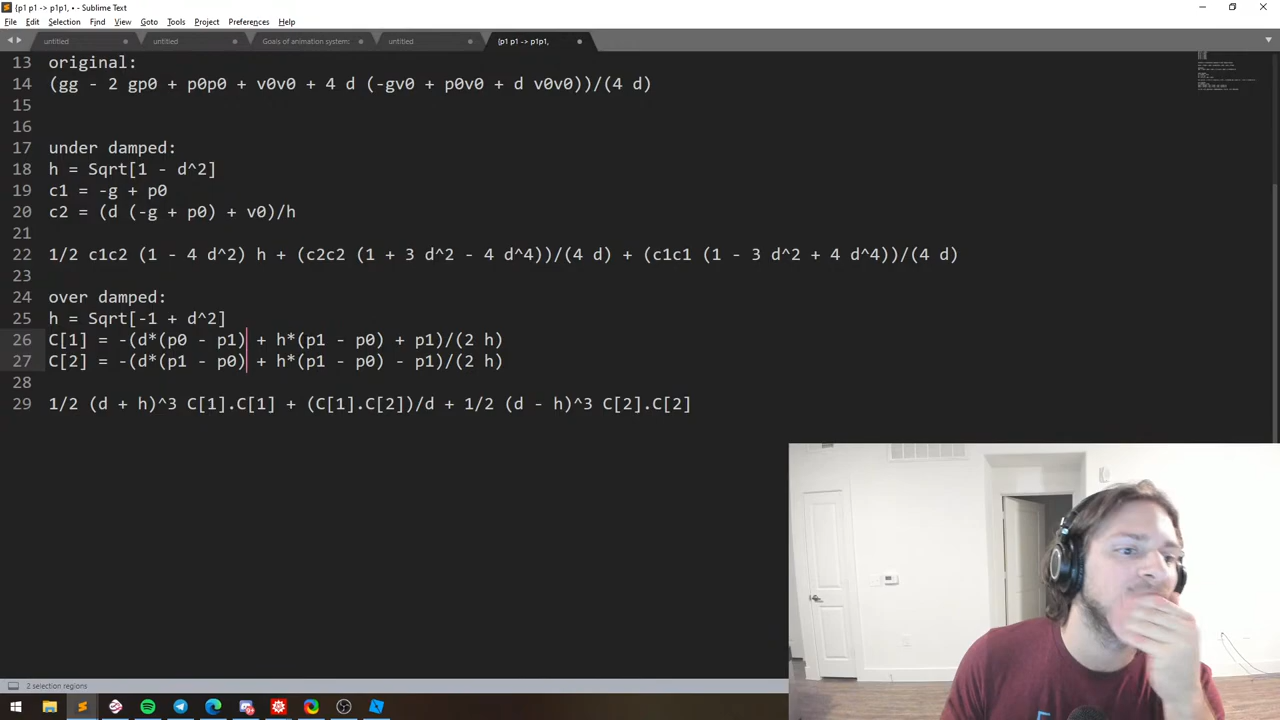 {p1 p1 -> p1p1, • - Sublime Text
File Edit Selection Find View Goto Tools Project Preferences Help
untitled untitled Goals of animation system; untitled {p1 p1 -> p1p1,
13 original:
14 (gg - 2 gp0 + p0p0 + v0v0 + 4 d (-gv0 + p0v0 + d v0v0))/(4 d)
15
16
17 under damped:
18 h = Sqrt[1 - d^2]
19 c1 = -g + p0
20 c2 = (d (-g + p0) + v0)/h
21
22 1/2 c1c2 (1 - 4 d^2) h + (c2c2 (1 + 3 d^2 - 4 d^4))/(4 d) + (c1c1 (1 - 3 d^2 + 4 d^4))/(4 d)
23
24 over damped:
25 h = Sqrt[-1 + d^2]
26 C[1] = -(d*(p0 - p1) + h*(p1 - p0) + p1)/(2 h)
27 C[2] = -(d*(p1 - p0) + h*(p1 - p0) - p1)/(2 h)
28
29 1/2 (d + h)^3 C[1].C[1] + (C[1].C[2])/d + 1/2 (d - h)^3 C[2].C[2]
2 selection regions